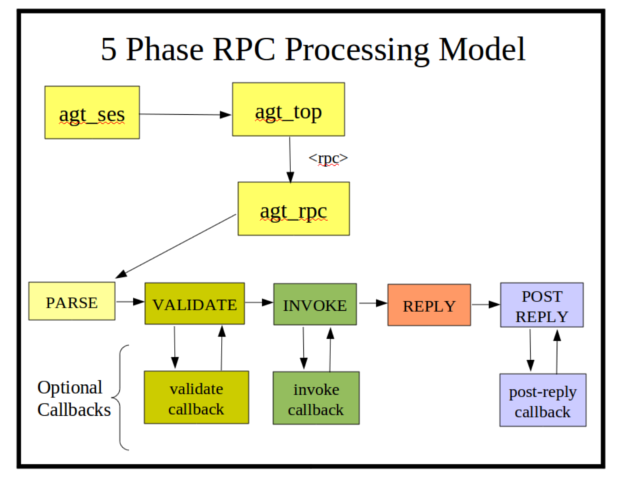 5 Phase RPC Processing Model
agt_ses
agt_top
<rpc>
agt_rpc
PARSE
VALIDATE
INVOKE
REPLY
POST
REPLY
Optional
Callbacks
validate
callback
invoke
callback
post-reply
callback